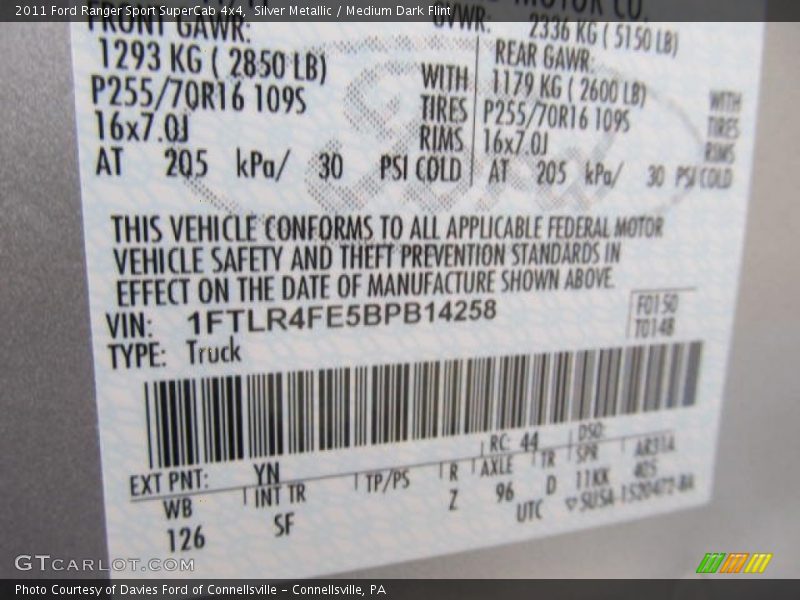 2011 Ford Ranger Sport SuperCab 4x4, Silver Metallic / Medium Dark Flint
MOTOR CO.
FRONT GAWR: GVWR: 2336 KG ( 5150 LB)
1293 KG ( 2850 LB) WITH
P255/70R16 109S TIRES
16x7.0J RIMS
AT 205 kPa/ 30 PSI COLD
REAR GAWR:
1179 KG ( 2600 LB) WITH
P255/70R16 109S TIRES
16x7.0J RIMS
AT 205 kPa/ 30 PSI COLD
THIS VEHICLE CONFORMS TO ALL APPLICABLE FEDERAL MOTOR
VEHICLE SAFETY AND THEFT PREVENTION STANDARDS IN
EFFECT ON THE DATE OF MANUFACTURE SHOWN ABOVE.
VIN: 1FTLR4FE5BPB14258 F0150
TYPE: Truck T0148
EXT PNT: YN RC: 44 DSO:
WB INT TR TP/PS R AXLE TR SPR
126 SF Z 96 D 11KK
UTC
GTCARLOT.COM
Photo Courtesy of Davies Ford of Connellsville – Connellsville, PA